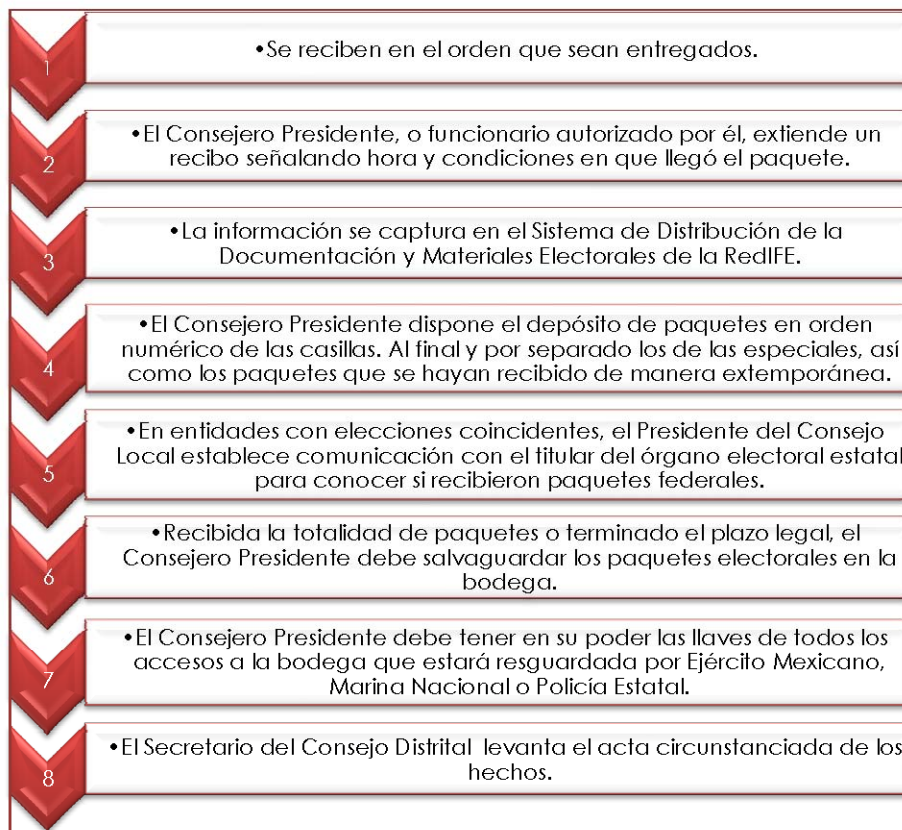 1
•Se reciben en el orden que sean entregados.
2
•El Consejero Presidente, o funcionario autorizado por él, extiende un
recibo señalando hora y condiciones en que llegó el paquete.
3
•La información se captura en el Sistema de Distribución de la
Documentación y Materiales Electorales de la RedIFE.
4
•El Consejero Presidente dispone el depósito de paquetes en orden
numérico de las casillas. Al final y por separado los de las especiales, así
como los paquetes que se hayan recibido de manera extemporánea.
5
•En entidades con elecciones coincidentes, el Presidente del Consejo
Local establece comunicación con el titular del órgano electoral estatal
para conocer si recibieron paquetes federales.
6
•Recibida la totalidad de paquetes o terminado el plazo legal, el
Consejero Presidente debe salvaguardar los paquetes electorales en la
bodega.
7
•El Consejero Presidente debe tener en su poder las llaves de todos los
accesos a la bodega que estará resguardada por Ejército Mexicano,
Marina Nacional o Policía Estatal.
8
•El Secretario del Consejo Distrital levanta el acta circunstanciada de los
hechos.